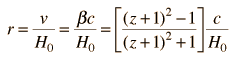 r = v/H₀ = βc/H₀ = [((z+1)² − 1)/((z+1)² + 1)] c/H₀